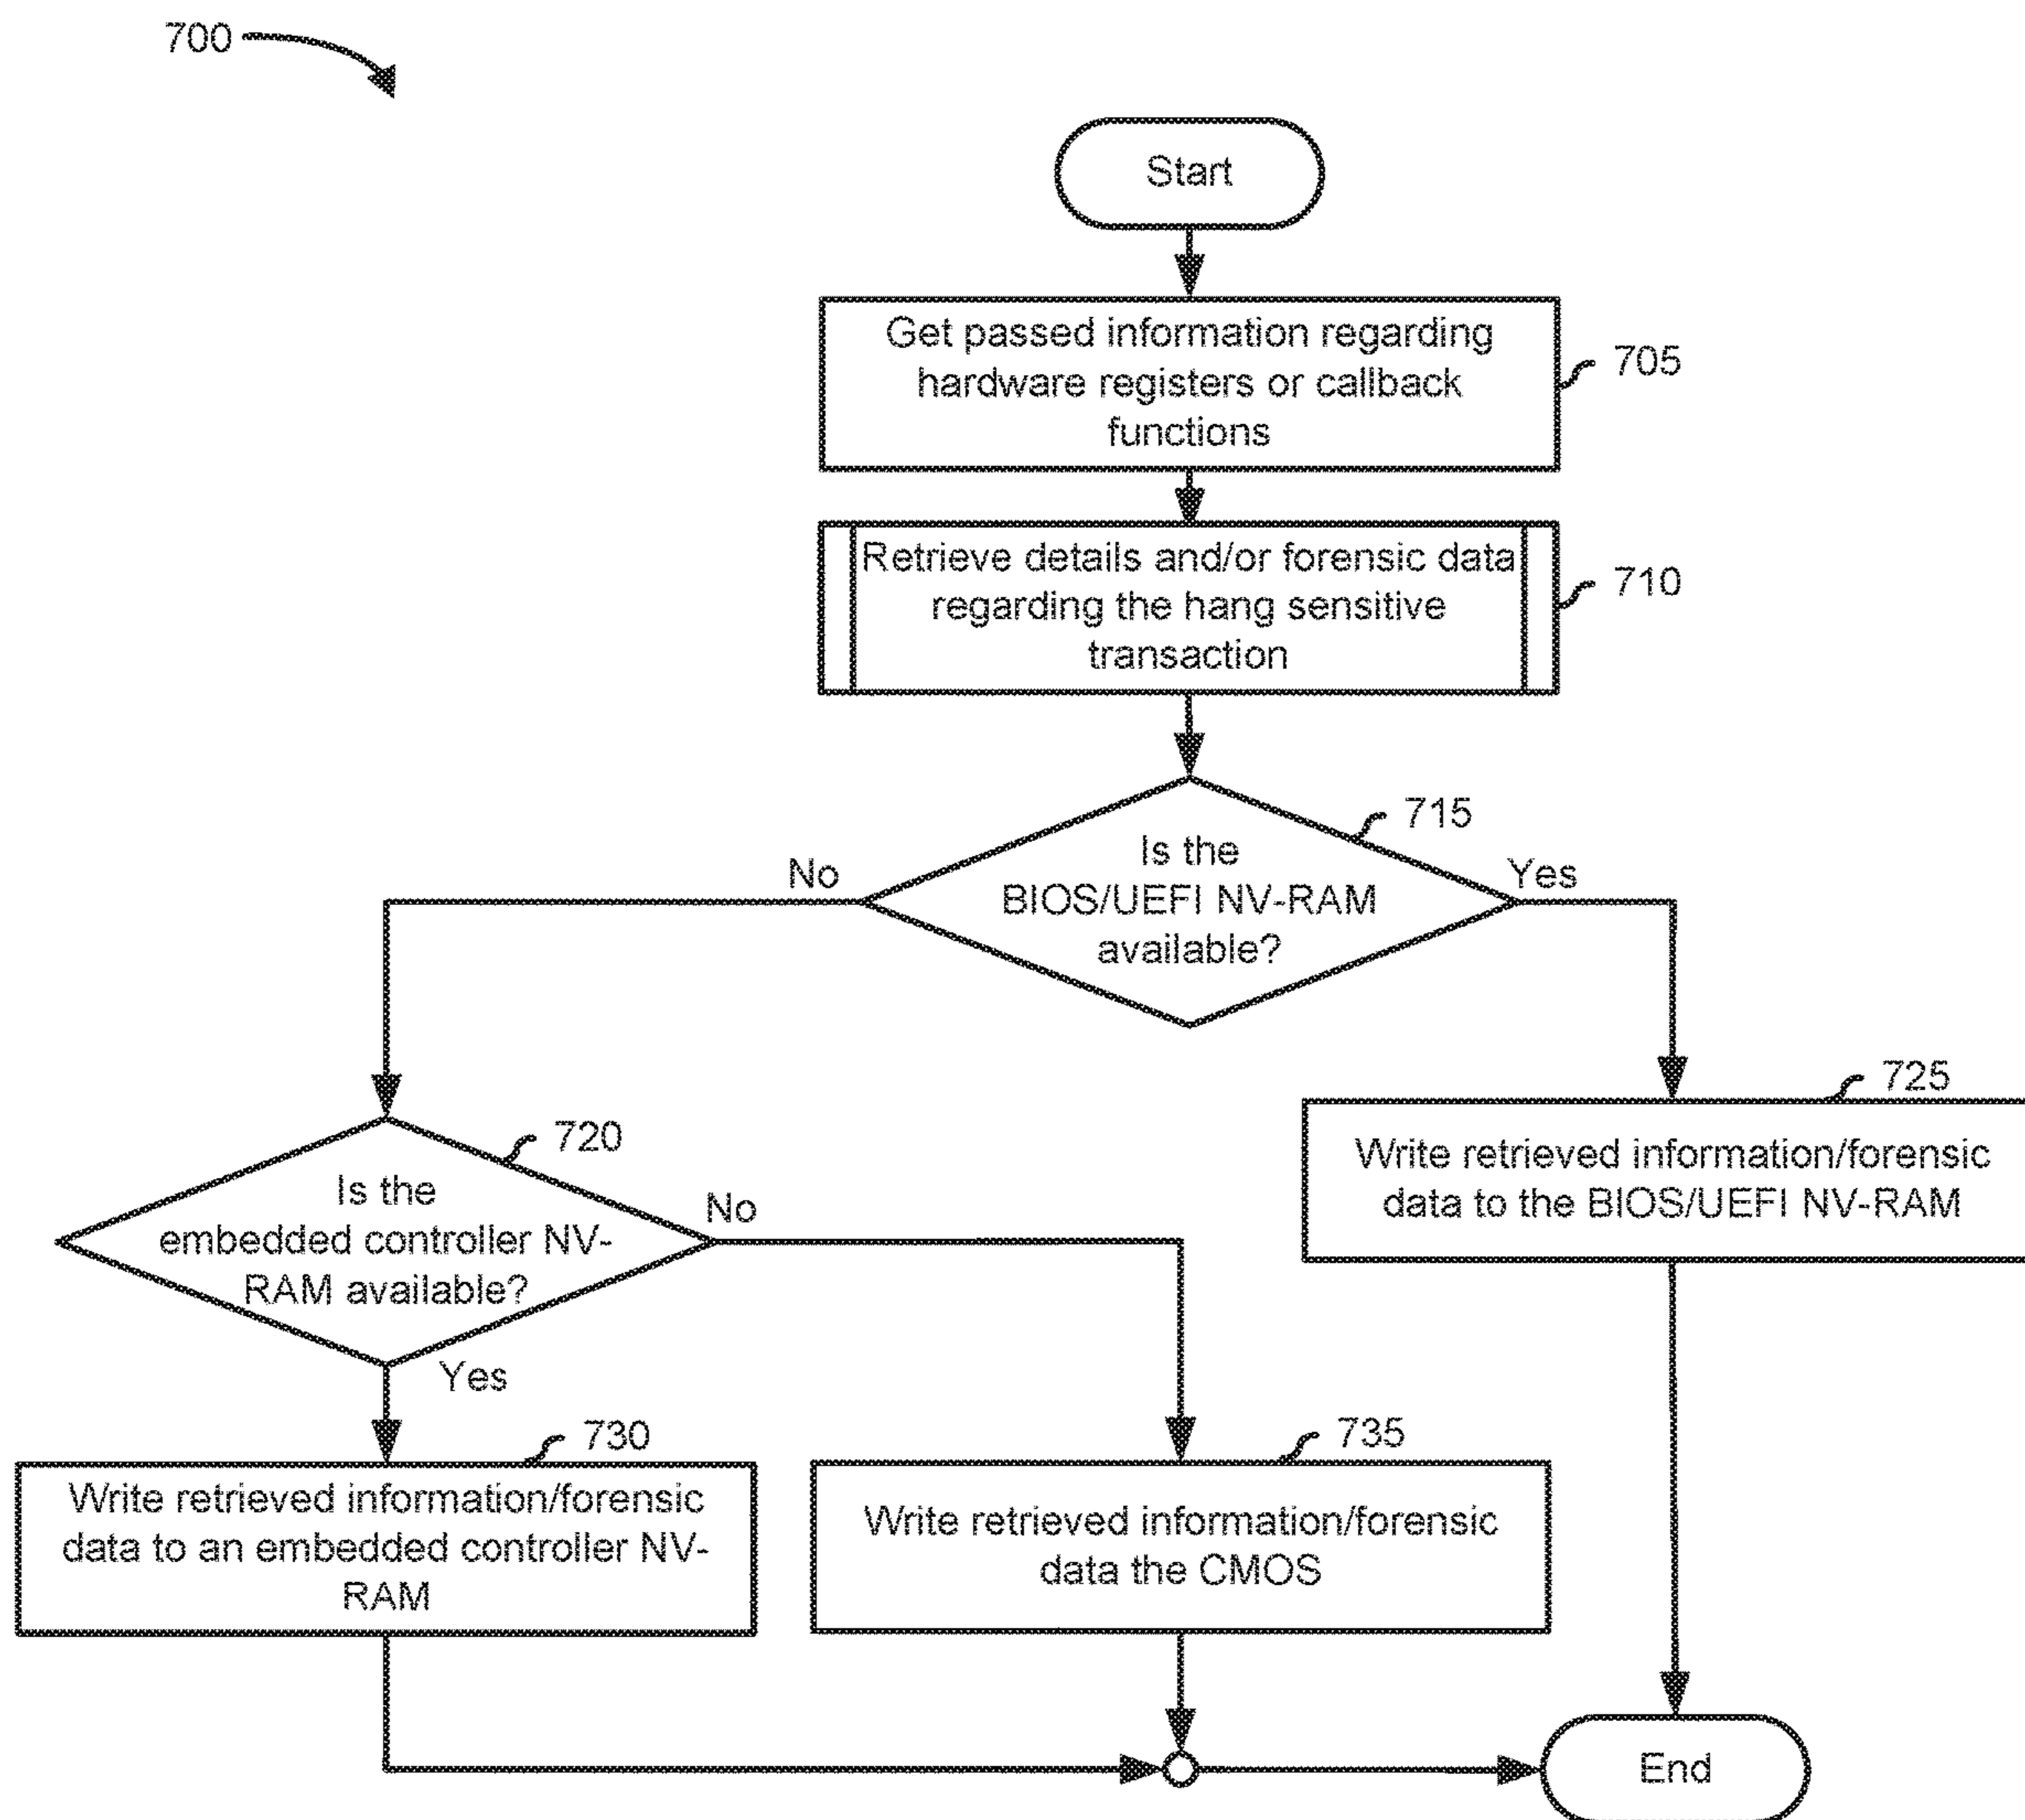 700
Start
Get passed information regarding
hardware registers or callback
functions
705
Retrieve details and/or forensic data
regarding the hang sensitive
transaction
710
715
Is the
BIOS/UEFI NV-RAM
available?
No
Yes
720
Is the
embedded controller NV-
RAM available?
No
Yes
725
Write retrieved information/forensic
data to the BIOS/UEFI NV-RAM
730
Write retrieved information/forensic
data to an embedded controller NV-
RAM
735
Write retrieved information/forensic
data the CMOS
End